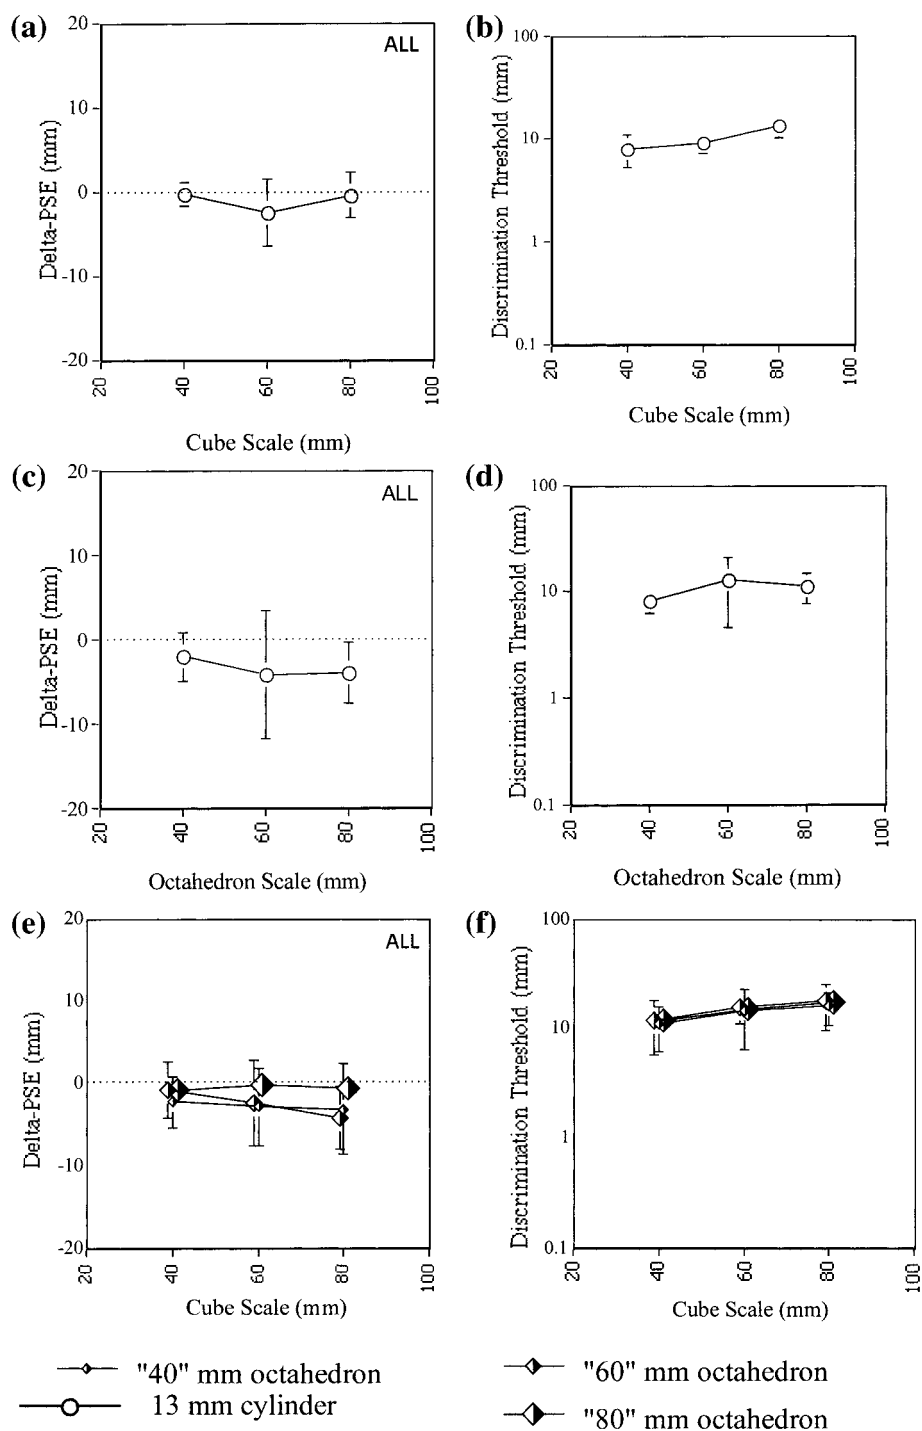 (a)
ALL
20
10
0
-10
-20
Delta-PSE (mm)
20
40
60
80
100
Cube Scale (mm)
(b)
100
10
1
0.1
Discrimination Threshold (mm)
20
40
60
80
100
Cube Scale (mm)
(c)
ALL
20
10
0
-10
-20
Delta-PSE (mm)
20
40
60
80
100
Octahedron Scale (mm)
(d)
100
10
1
0.1
Discrimination Threshold (mm)
20
40
60
80
100
Octahedron Scale (mm)
(e)
ALL
20
10
0
-10
-20
Delta-PSE (mm)
20
40
60
80
100
Cube Scale (mm)
(f)
100
10
1
0.1
Discrimination Threshold (mm)
20
40
60
80
100
Cube Scale (mm)
"40" mm octahedron
13 mm cylinder
"60" mm octahedron
"80" mm octahedron